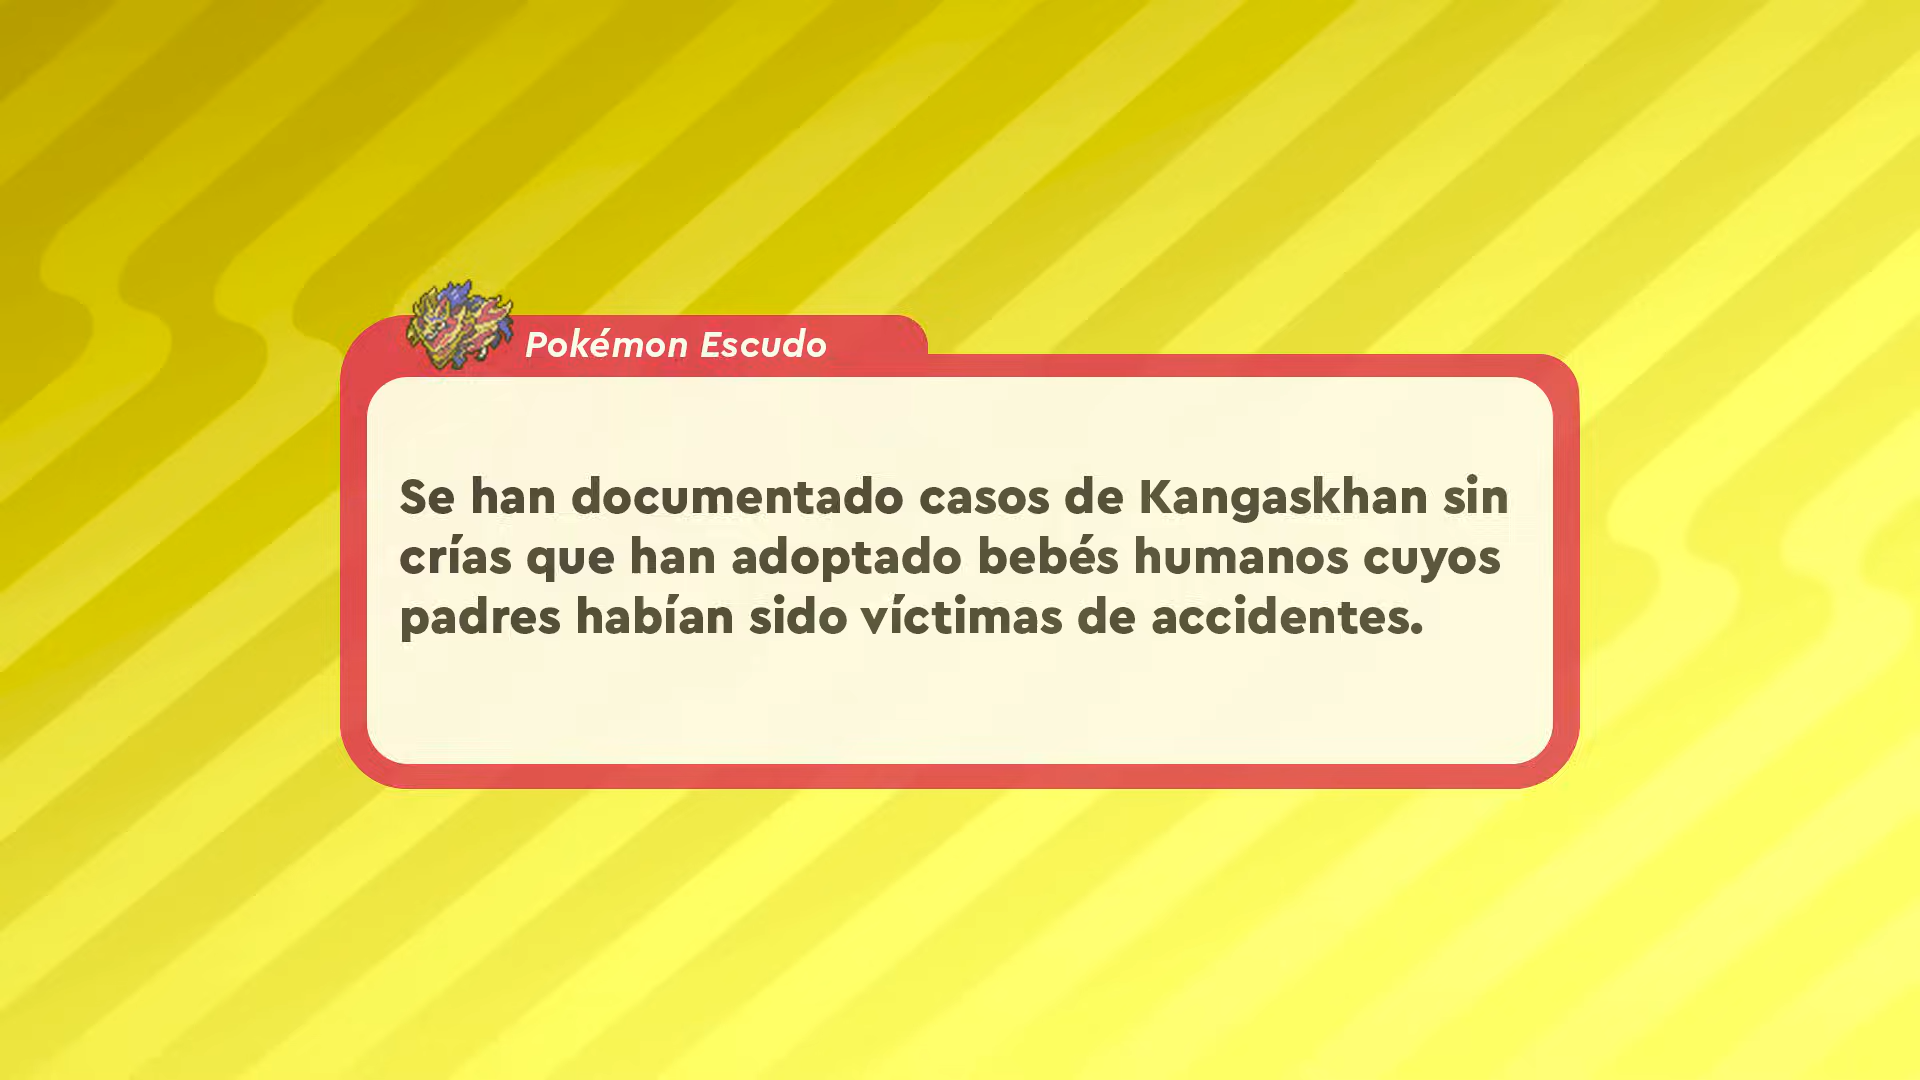 Pokémon Escudo
Se han documentado casos de Kangaskhan sin
crías que han adoptado bebés humanos cuyos
padres habían sido víctimas de accidentes.